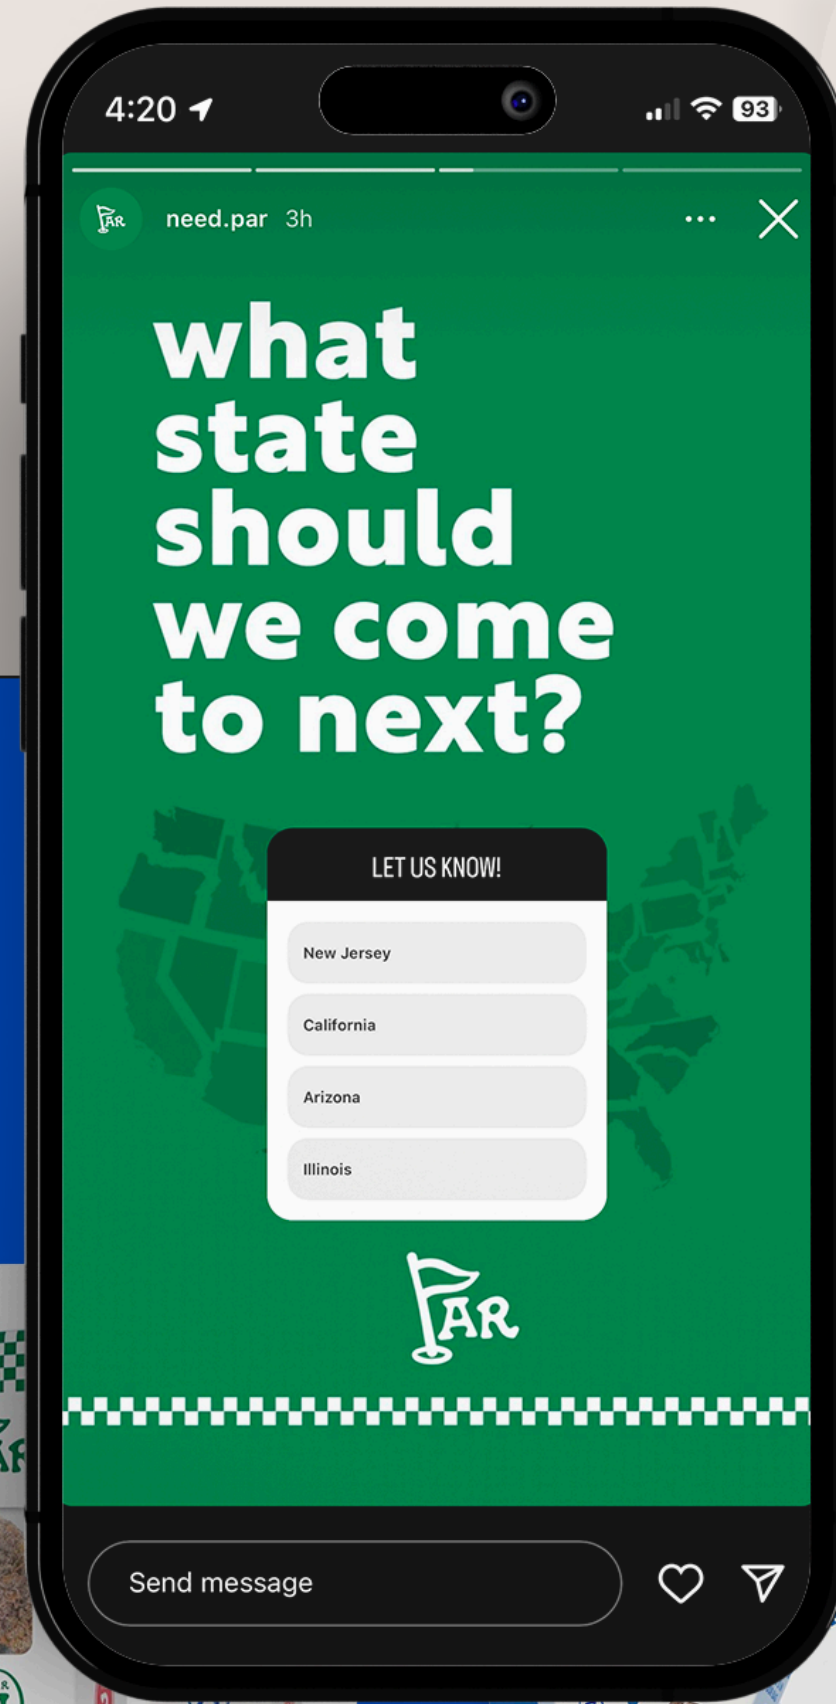 4:20
93
PAR
need.par 3h
what
state
should
we come
to next?
LET US KNOW!
New Jersey
California
Arizona
Illinois
PAR
Send message